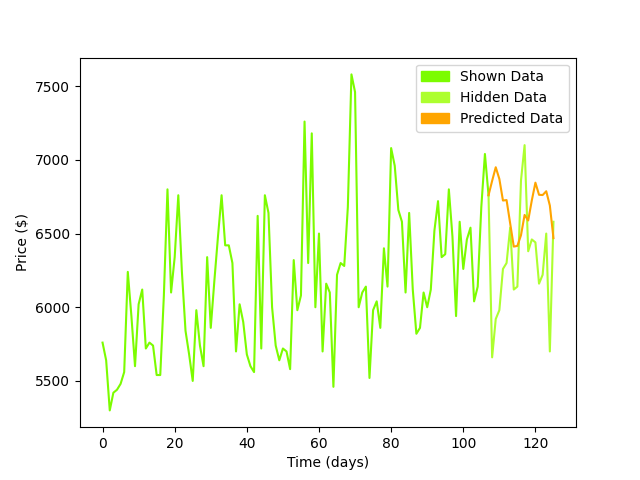 Shown Data
Hidden Data
Predicted Data
7500
7000
6500
6000
5500
Price ($)
0 20 40 60 80 100 120
Time (days)